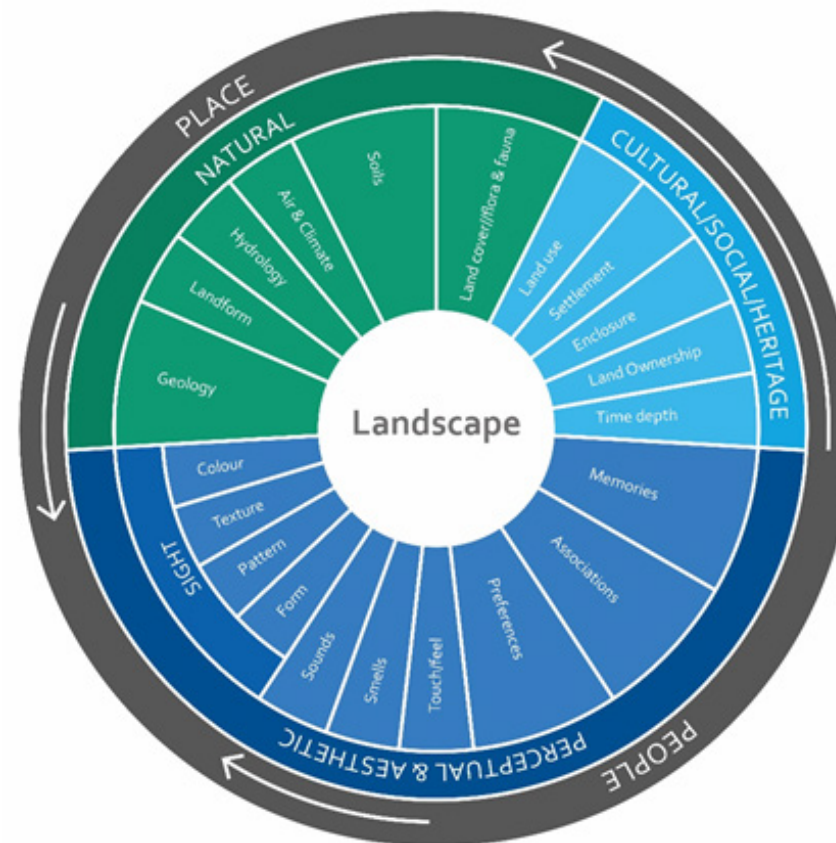 PLACE
NATURAL
CULTURAL/SOCIAL/HERITAGE
Geology
Landform
Hydrology
Air & Climate
Soils
Land cover//flora & fauna
Land use
Settlement
Enclosure
Land Ownership
Time depth
Landscape
Memories
Associations
Preferences
Touch/feel
Smells
Sounds
Form
Pattern
Texture
Colour
SIGHT
PERCEPTUAL & AESTHETIC
PEOPLE